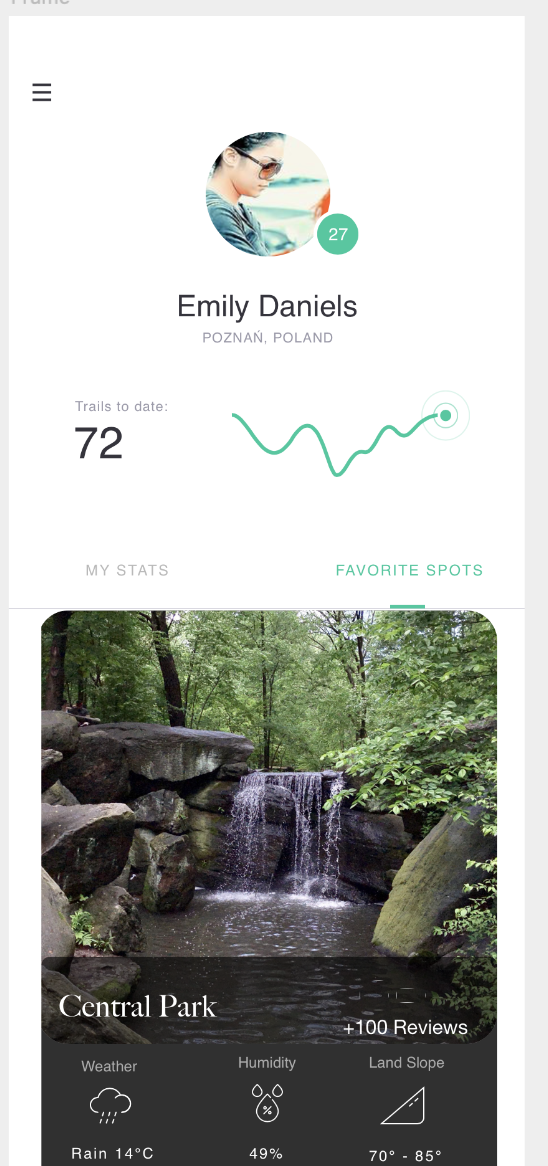 Frame
27
Emily Daniels
POZNAŃ, POLAND
Trails to date:
72
MY STATS
FAVORITE SPOTS
Central Park
+100 Reviews
Weather
Humidity
Land Slope
%
Rain 14°C
49%
70° - 85°